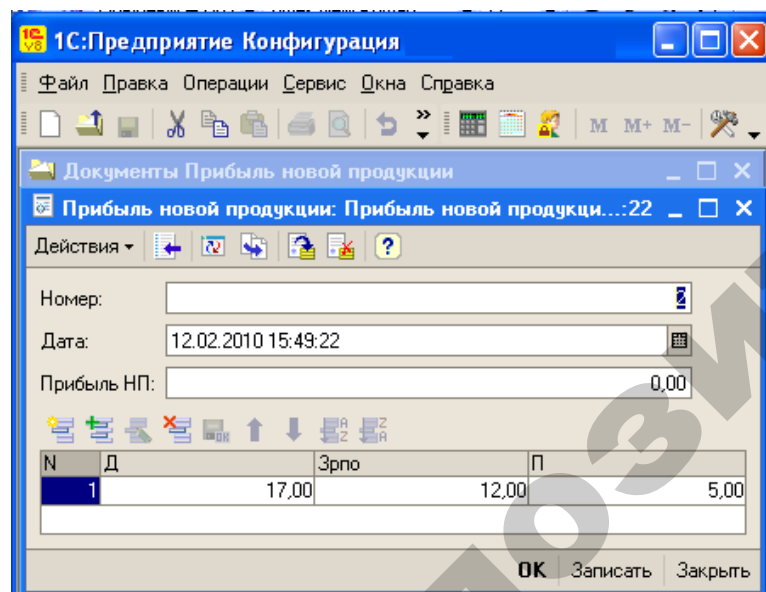 1С:Предприятие Конфигурация
Файл Правка Операции Сервис Окна Справка
M M+ M-
Документы Прибыль новой продукции
Прибыль новой продукции: Прибыль новой продукци...:22
Действия
Номер: 2
Дата: 12.02.2010 15:49:22
Прибыль НП: 0,00
N Д Зрпо П
1 17,00 12,00 5,00
OK Записать Закрыть